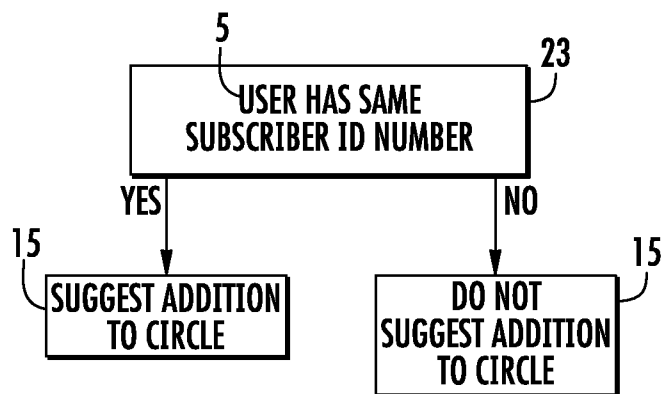 5
23
USER HAS SAME
SUBSCRIBER ID NUMBER
YES
NO
15
SUGGEST ADDITION
TO CIRCLE
15
DO NOT
SUGGEST ADDITION
TO CIRCLE